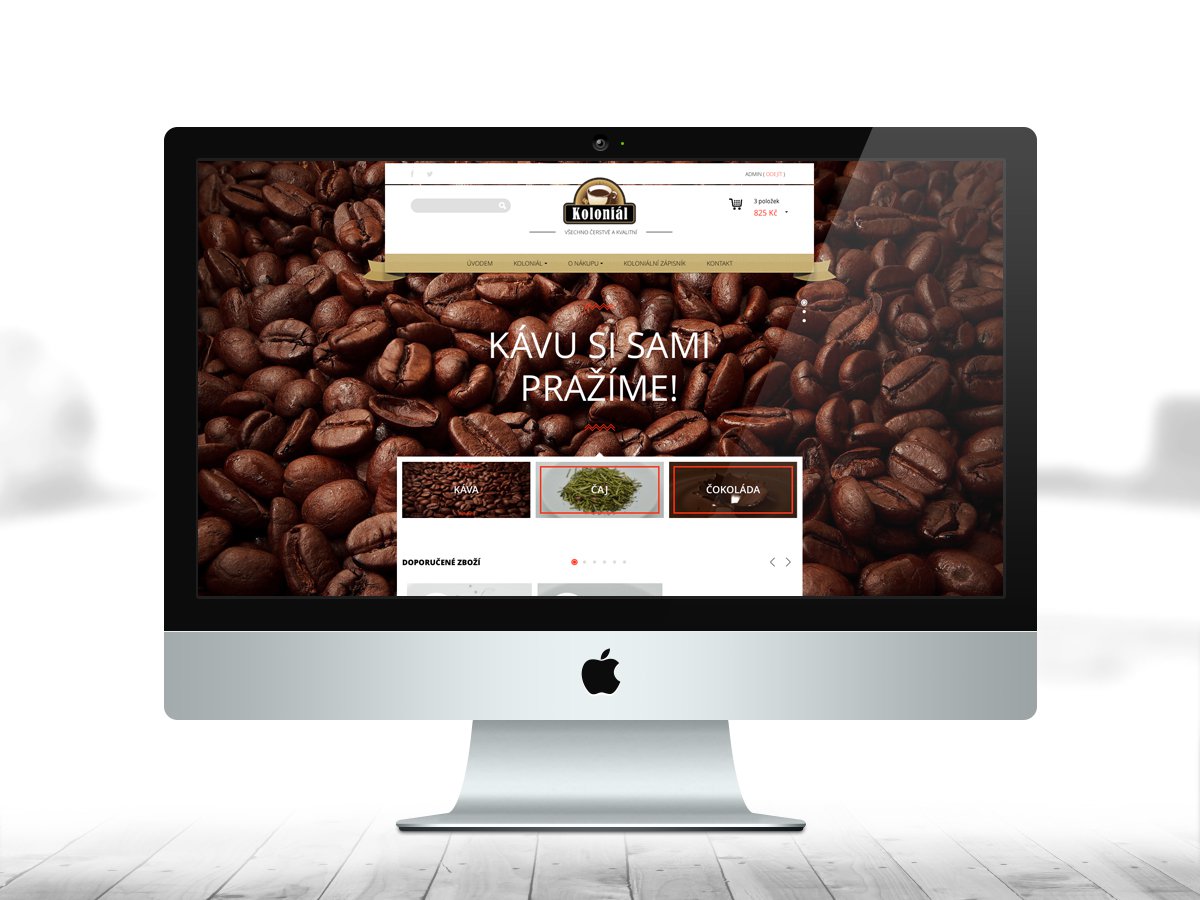 ADMIN ( ODEJÍT )
Koloniál
VŠECHNO ČERSTVÉ A KVALITNÍ
3 položek
825 Kč
ÚVODEM KOLONIÁL O NÁKUPU KOLONIÁLNÍ ZÁPISNÍK KONTAKT
KÁVU SI SAMI
PRAŽÍME!
KÁVA ČAJ ČOKOLÁDA
DOPORUČENÉ ZBOŽÍ